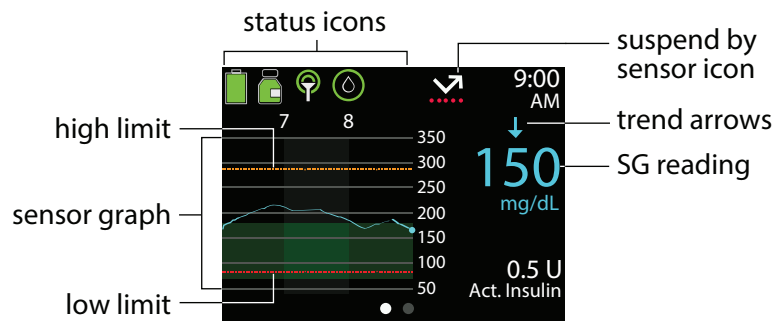 status icons
suspend by
sensor icon
9:00
AM
7 8
high limit
350
trend arrows
300
150
SG reading
250
mg/dL
sensor graph
200
150
100
0.5 U
50
Act. Insulin
low limit